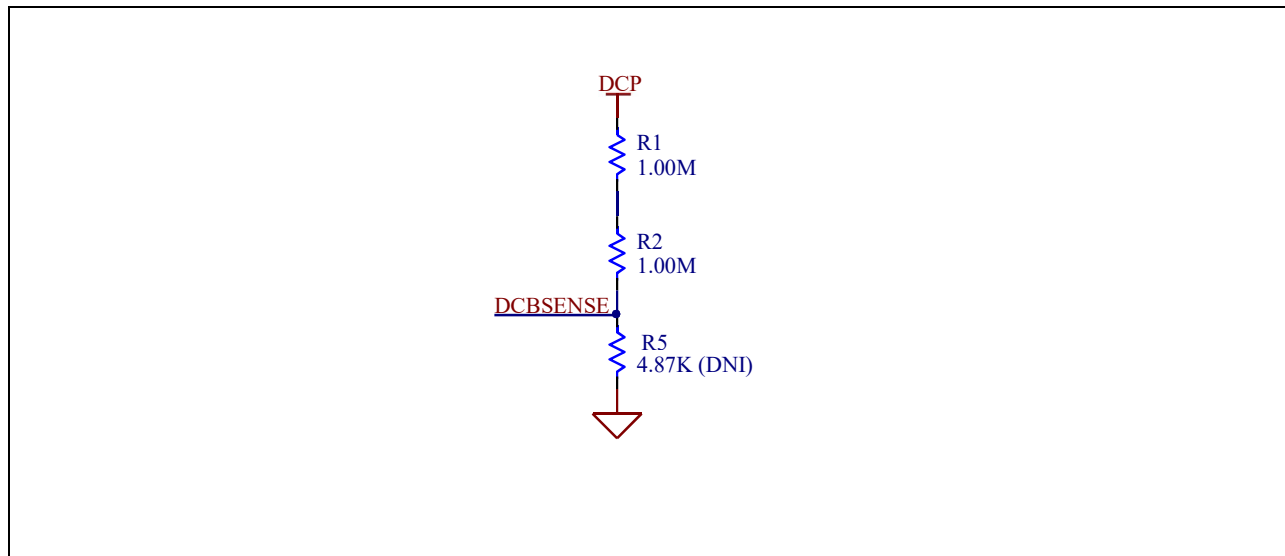 DCP
R1
1.00M
R2
1.00M
DCBSENSE
R5
4.87K (DNI)